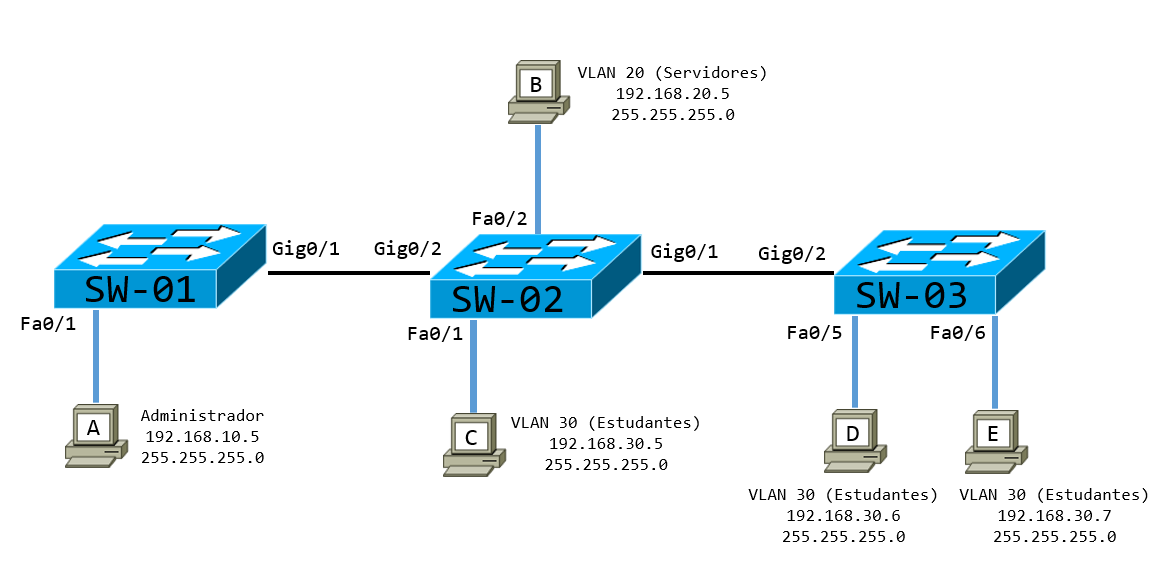 B
VLAN 20 (Servidores)
192.168.20.5
255.255.255.0
Fa0/2
Gig0/1
Gig0/2
Gig0/1
Gig0/2
SW-01
SW-02
SW-03
Fa0/1
Fa0/1
Fa0/5
Fa0/6
A
Administrador
192.168.10.5
255.255.255.0
C
VLAN 30 (Estudantes)
192.168.30.5
255.255.255.0
D
E
VLAN 30 (Estudantes)
192.168.30.6
255.255.255.0
VLAN 30 (Estudantes)
192.168.30.7
255.255.255.0